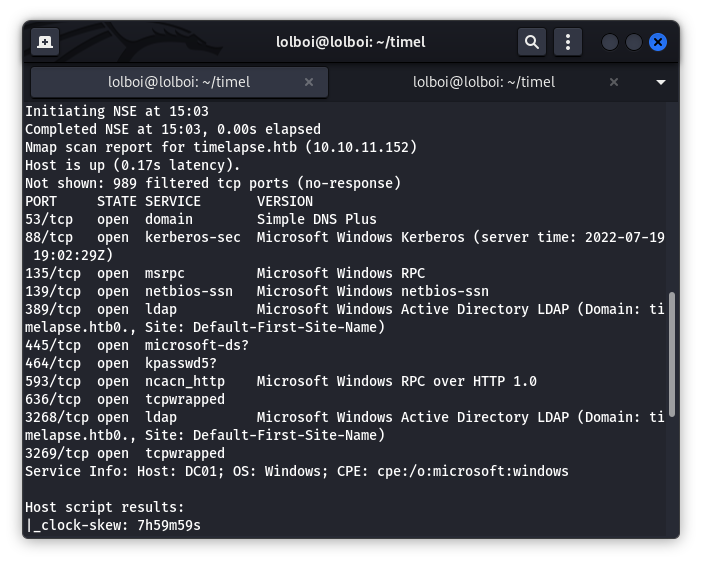 lolboi@lolboi: ~/timel
lolboi@lolboi: ~/timel
lolboi@lolboi: ~/timel
Initiating NSE at 15:03
Completed NSE at 15:03, 0.00s elapsed
Nmap scan report for timelapse.htb (10.10.11.152)
Host is up (0.17s latency).
Not shown: 989 filtered tcp ports (no-response)
PORT     STATE SERVICE       VERSION
53/tcp   open  domain        Simple DNS Plus
88/tcp   open  kerberos-sec  Microsoft Windows Kerberos (server time: 2022-07-19
 19:02:29Z)
135/tcp  open  msrpc         Microsoft Windows RPC
139/tcp  open  netbios-ssn   Microsoft Windows netbios-ssn
389/tcp  open  ldap          Microsoft Windows Active Directory LDAP (Domain: ti
melapse.htb0., Site: Default-First-Site-Name)
445/tcp  open  microsoft-ds?
464/tcp  open  kpasswd5?
593/tcp  open  ncacn_http    Microsoft Windows RPC over HTTP 1.0
636/tcp  open  tcpwrapped
3268/tcp open  ldap          Microsoft Windows Active Directory LDAP (Domain: ti
melapse.htb0., Site: Default-First-Site-Name)
3269/tcp open  tcpwrapped
Service Info: Host: DC01; OS: Windows; CPE: cpe:/o:microsoft:windows
Host script results:
|_clock-skew: 7h59m59s